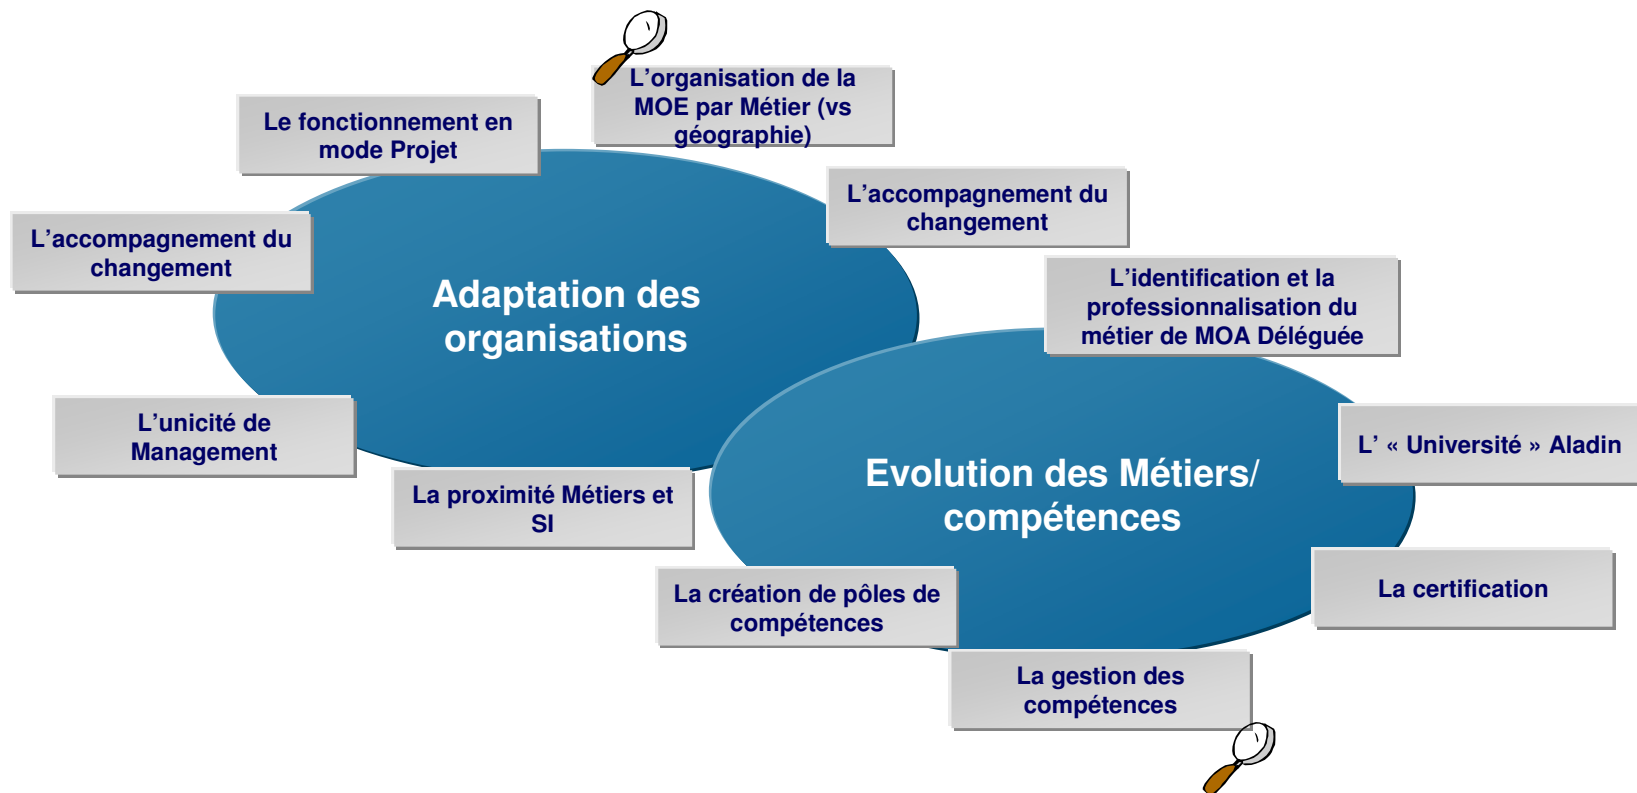 L'organisation de la
MOE par Métier (vs
géographie)
Le fonctionnement en
mode Projet
L'accompagnement du
changement
L'accompagnement du
changement
Adaptation des
organisations
L'identification et la
professionnalisation du
métier de MOA Déléguée
L'unicité de
Management
L' « Université » Aladin
La proximité Métiers et
SI
Evolution des Métiers/
compétences
La création de pôles de
compétences
La certification
La gestion des
compétences